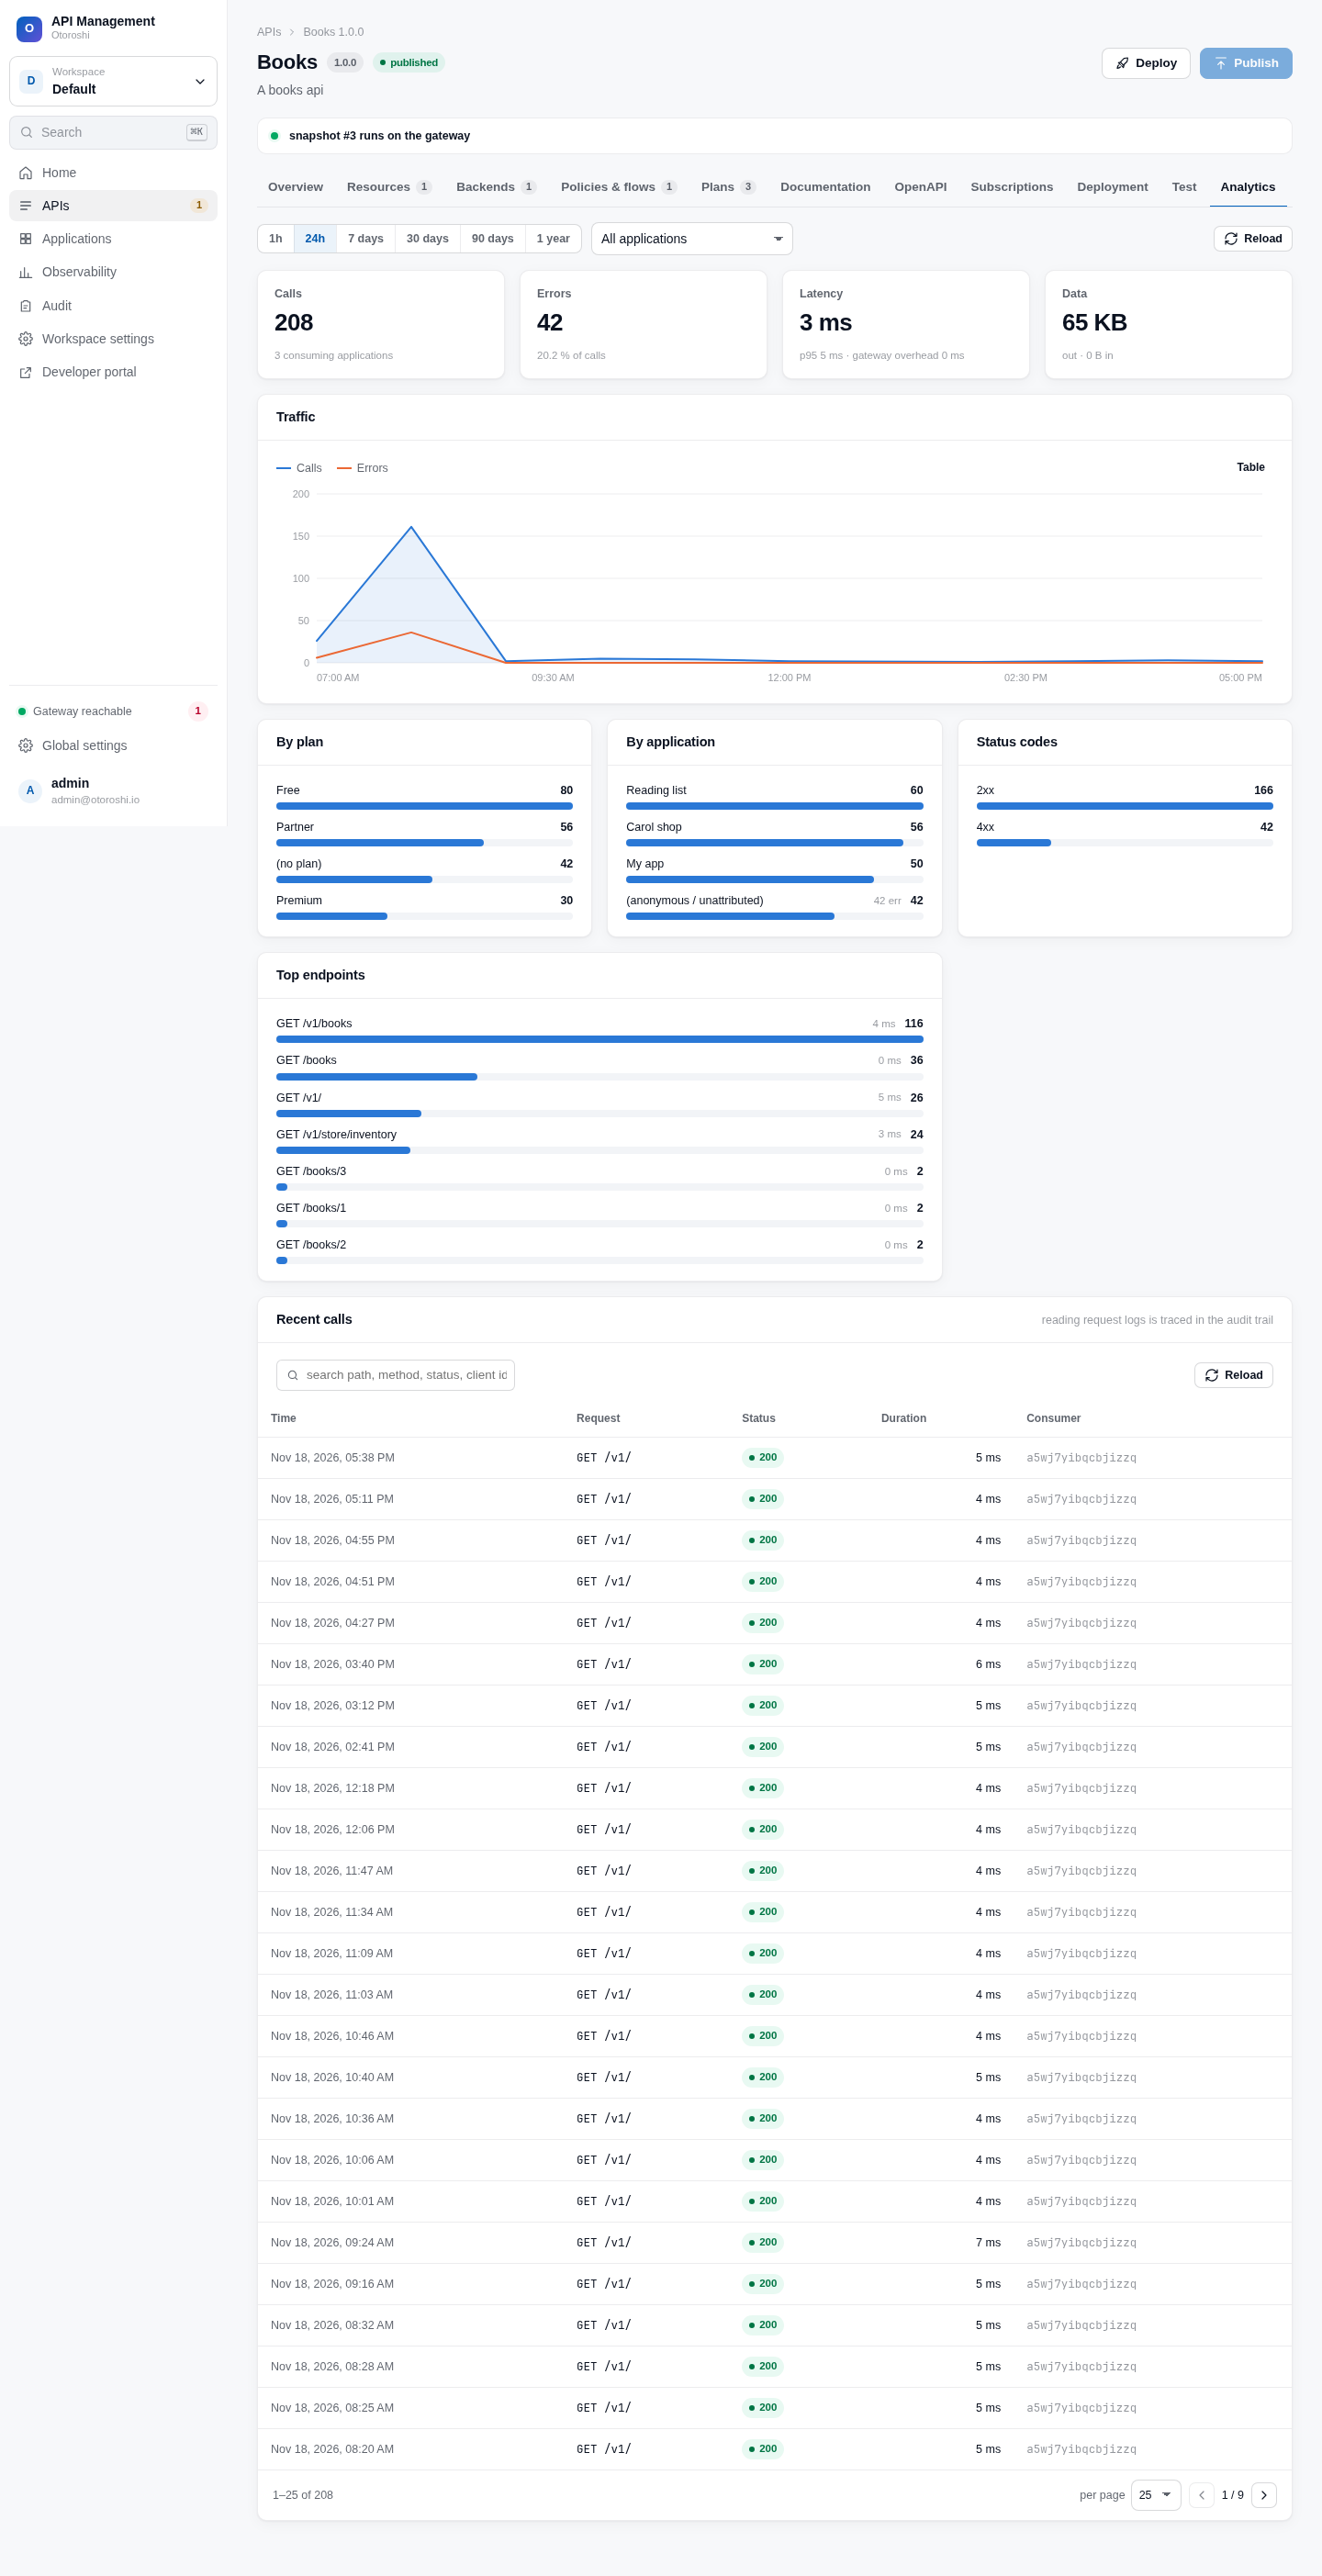 O
API Management
Otoroshi
D
Workspace
Default
Search
⌘K
Home
APIs 1
Applications
Observability
Audit
Workspace settings
Developer portal
Gateway reachable 1
Global settings
A
admin
admin@otoroshi.io
APIs > Books 1.0.0
Books 1.0.0 published
Deploy
Publish
A books api
snapshot #3 runs on the gateway
Overview Resources 1 Backends 1 Policies & flows 1 Plans 3 Documentation OpenAPI Subscriptions Deployment Test Analytics
1h 24h 7 days 30 days 90 days 1 year All applications Reload
Calls
208
3 consuming applications
Errors
42
20.2 % of calls
Latency
3 ms
p95 5 ms · gateway overhead 0 ms
Data
65 KB
out · 0 B in
Traffic
Calls Errors Table
200
150
100
50
0
07:00 AM 09:30 AM 12:00 PM 02:30 PM 05:00 PM
By plan
Free 80
Partner 56
(no plan) 42
Premium 30
By application
Reading list 60
Carol shop 56
My app 50
(anonymous / unattributed) 42 err 42
Status codes
2xx 166
4xx 42
Top endpoints
GET /v1/books 4 ms 116
GET /books 0 ms 36
GET /v1/ 5 ms 26
GET /v1/store/inventory 3 ms 24
GET /books/3 0 ms 2
GET /books/1 0 ms 2
GET /books/2 0 ms 2
Recent calls reading request logs is traced in the audit trail
search path, method, status, client id Reload
Time Request Status Duration Consumer
Nov 18, 2026, 05:38 PM GET /v1/ 200 5 ms a5wj7yibqcbjizzq
Nov 18, 2026, 05:11 PM GET /v1/ 200 4 ms a5wj7yibqcbjizzq
Nov 18, 2026, 04:55 PM GET /v1/ 200 4 ms a5wj7yibqcbjizzq
Nov 18, 2026, 04:51 PM GET /v1/ 200 4 ms a5wj7yibqcbjizzq
Nov 18, 2026, 04:27 PM GET /v1/ 200 4 ms a5wj7yibqcbjizzq
Nov 18, 2026, 03:40 PM GET /v1/ 200 6 ms a5wj7yibqcbjizzq
Nov 18, 2026, 03:12 PM GET /v1/ 200 5 ms a5wj7yibqcbjizzq
Nov 18, 2026, 02:41 PM GET /v1/ 200 5 ms a5wj7yibqcbjizzq
Nov 18, 2026, 12:18 PM GET /v1/ 200 4 ms a5wj7yibqcbjizzq
Nov 18, 2026, 12:06 PM GET /v1/ 200 4 ms a5wj7yibqcbjizzq
Nov 18, 2026, 11:47 AM GET /v1/ 200 4 ms a5wj7yibqcbjizzq
Nov 18, 2026, 11:34 AM GET /v1/ 200 4 ms a5wj7yibqcbjizzq
Nov 18, 2026, 11:09 AM GET /v1/ 200 4 ms a5wj7yibqcbjizzq
Nov 18, 2026, 11:03 AM GET /v1/ 200 4 ms a5wj7yibqcbjizzq
Nov 18, 2026, 10:46 AM GET /v1/ 200 4 ms a5wj7yibqcbjizzq
Nov 18, 2026, 10:40 AM GET /v1/ 200 5 ms a5wj7yibqcbjizzq
Nov 18, 2026, 10:36 AM GET /v1/ 200 4 ms a5wj7yibqcbjizzq
Nov 18, 2026, 10:06 AM GET /v1/ 200 4 ms a5wj7yibqcbjizzq
Nov 18, 2026, 10:01 AM GET /v1/ 200 4 ms a5wj7yibqcbjizzq
Nov 18, 2026, 09:24 AM GET /v1/ 200 7 ms a5wj7yibqcbjizzq
Nov 18, 2026, 09:16 AM GET /v1/ 200 5 ms a5wj7yibqcbjizzq
Nov 18, 2026, 08:32 AM GET /v1/ 200 5 ms a5wj7yibqcbjizzq
Nov 18, 2026, 08:28 AM GET /v1/ 200 5 ms a5wj7yibqcbjizzq
Nov 18, 2026, 08:25 AM GET /v1/ 200 5 ms a5wj7yibqcbjizzq
Nov 18, 2026, 08:20 AM GET /v1/ 200 5 ms a5wj7yibqcbjizzq
1–25 of 208 per page 25 1 / 9